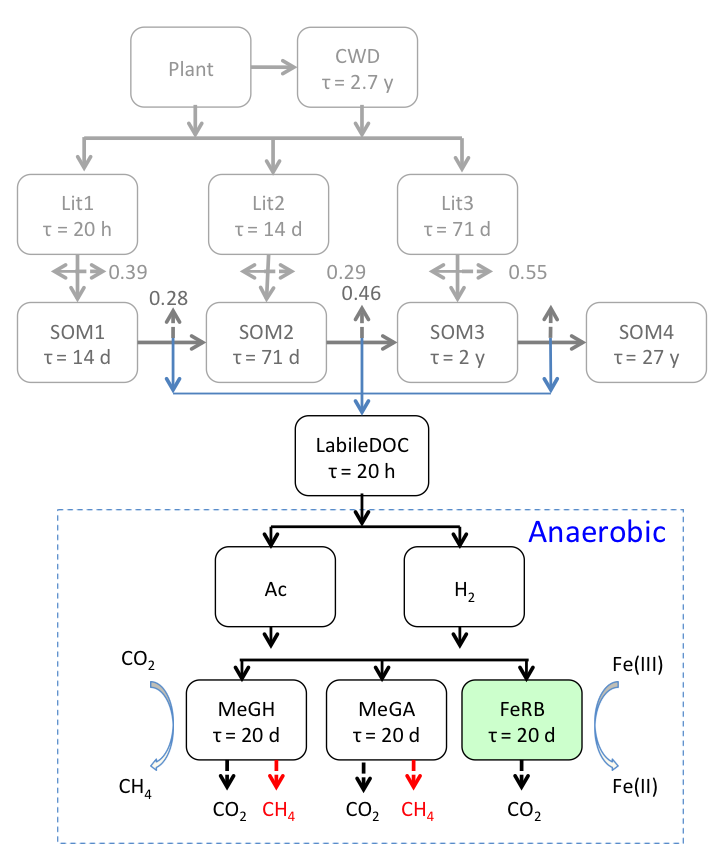 Plant
CWD
τ = 2.7 y
Lit1
τ = 20 h
Lit2
τ = 14 d
Lit3
τ = 71 d
0.39
0.29
0.55
0.28
0.46
SOM1
τ = 14 d
SOM2
τ = 71 d
SOM3
τ = 2 y
SOM4
τ = 27 y
LabileDOC
τ = 20 h
Anaerobic
Ac
H₂
CO₂
Fe(III)
MeGH
τ = 20 d
MeGA
τ = 20 d
FeRB
τ = 20 d
CH₄
Fe(II)
CO₂
CH₄
CO₂
CH₄
CO₂